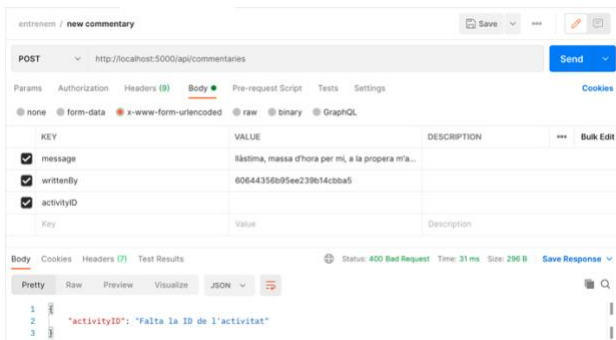 entrenem / new commentary
Save
POST http://localhost:5000/api/commentaries Send
Params Authorization Headers (9) Body Pre-request Script Tests Settings Cookies
none form-data x-www-form-urlencoded raw binary GraphQL
KEY VALUE DESCRIPTION Bulk Edit
message llàstima, massa d'hora per mi, a la propera m'a...
writtenBy 60644356b95ee239b14cbba5
activityID
Key Value Description
Body Cookies Headers (7) Test Results Status: 400 Bad Request Time: 31 ms Size: 296 B Save Response
Pretty Raw Preview Visualize JSON
1 {
2 "activityID": "Falta la ID de l'activitat"
3 }